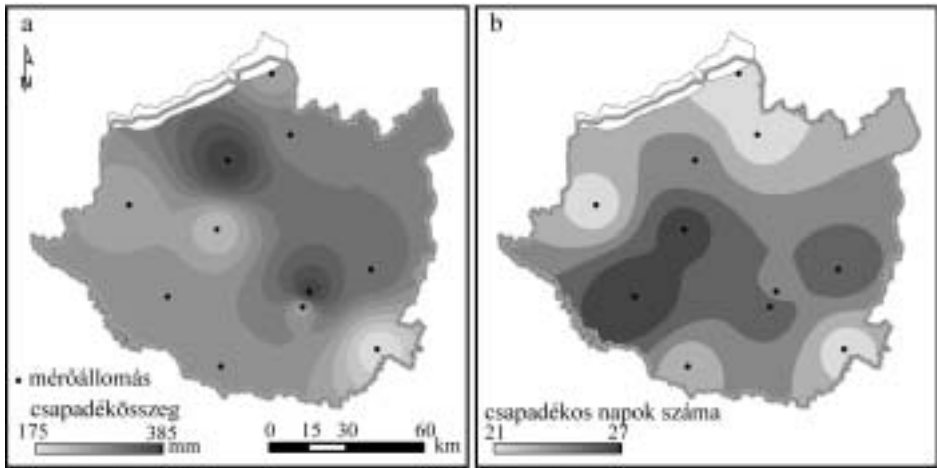 a
N
mérőállomás
csapadékösszeg
175 385
mm
0 15 30 60
km
b
csapadékos napok száma
21 27